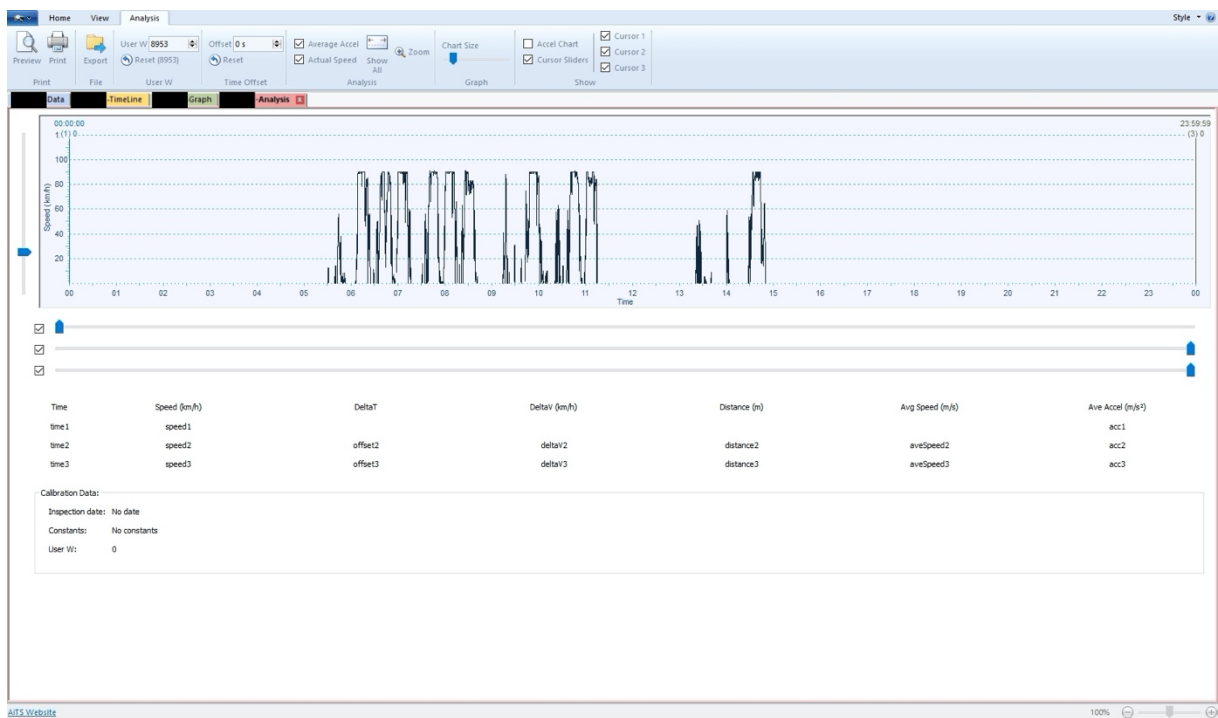 Home View Analysis Style
Preview Print Export User W 8953 Reset (8953) Offset 0 s Reset Average Accel Actual Speed Show All Zoom Chart Size Accel Chart Cursor Sliders Cursor 1 Cursor 2 Cursor 3
Print File User W Time Offset Analysis Graph Show
Data -TimeLine -Graph -Analysis
00:00:00 23:59:59
(1) 0 (3) 0
100
80
60
40
20
Speed (km/h)
00 01 02 03 04 05 06 07 08 09 10 11 12 13 14 15 16 17 18 19 20 21 22 23 00
Time
Time Speed (km/h) DeltaT DeltaV (km/h) Distance (m) Avg Speed (m/s) Ave Accel (m/s²)
time1 speed1 acc1
time2 speed2 offset2 deltaV2 distance2 aveSpeed2 acc2
time3 speed3 offset3 deltaV3 distance3 aveSpeed3 acc3
Calibration Data:
Inspection date: No date
Constants: No constants
User W: 0
AiTS Website 100%